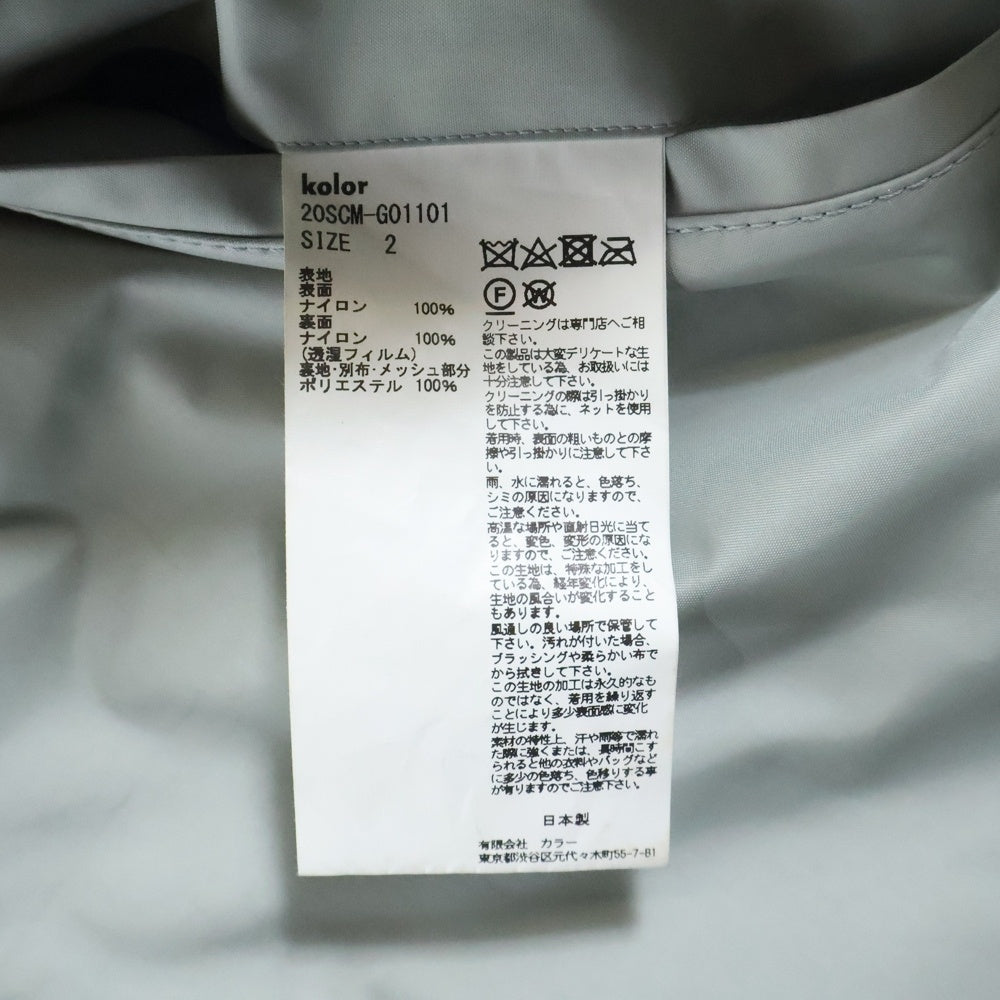 kolor
20SCM-G01101
SIZE 2
表地
表面
ナイロン 100%
裏面
ナイロン 100%
(透湿フィルム)
裏地・別布・メッシュ部分
ポリエステル 100%
F
W
クリーニングは専門店へご相
談下さい。
この製品は大変デリケートな生
地をしている為、お取扱いには
十分注意して下さい。
クリーニングの際は引っ掛かり
を防止する為に、ネットを使用
して下さい。
着用時、表面の粗いものとの摩
擦や引っ掛かりに注意して下さ
い。
雨、水に濡れると、色落ち、
シミの原因になりますので、
ご注意ください。
高温な場所や直射日光に当て
ると、変色、変形の原因にな
りますので、ご注意ください。
この生地は、特殊な加工をし
ている為、経年変化により、
生地の風合いが変化すること
もあります。
風通しの良い場所で保管して
下さい。汚れが付いた場合、
ブラッシングや柔らかい布で
から拭きして下さい。
この生地の加工は永久的なも
のではなく、着用を繰り返す
ことにより多少表面感に変化
が生じます。
素材の特性上、汗や雨等で濡れ
た際に強くまたは、長時間こす
られると他の衣料やバッグなど
に多少の色落ち、色移りする事
が有りますのでご注意下さい。
日本製
有限会社 カラー
東京都渋谷区元代々木町55-7-B1